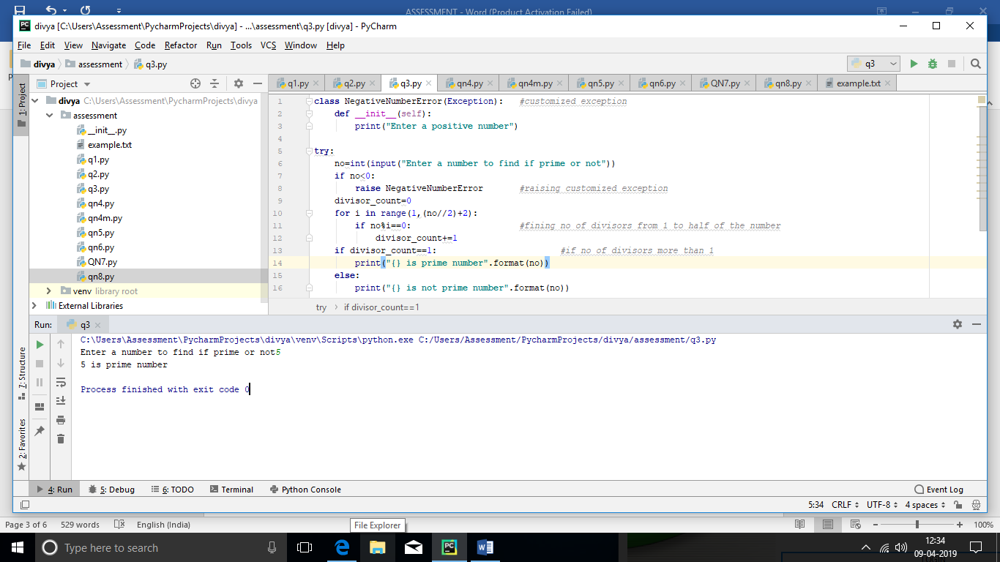 ASSESSMENT - Word (Product Activation Failed)
divya [C:\Users\Assessment\PycharmProjects\divya] - ...\assessment\q3.py [divya] - PyCharm
File Edit View Navigate Code Refactor Run Tools VCS Window Help
divya assessment q3.py q3
Project q1.py q2.py q3.py qn4.py qn4m.py qn5.py qn6.py QN7.py qn8.py example.txt
1: Project
divya C:\Users\Assessment\PycharmProjects\divya
assessment
__init__.py
example.txt
q1.py
q2.py
q3.py
qn4.py
qn4m.py
qn5.py
qn6.py
QN7.py
qn8.py
venv library root
External Libraries
1 class NegativeNumberError(Exception): #customized exception
2 def __init__(self):
3 print("Enter a positive number")
4
5 try:
6 no=int(input("Enter a number to find if prime or not"))
7 if no<0:
8 raise NegativeNumberError #raising customized exception
9 divisor_count=0
10 for i in range(1,(no//2)+2):
11 if no%i==0: #fining no of divisors from 1 to half of the number
12 divisor_count+=1
13 if divisor_count==1: #if no of divisors more than 1
14 print("{} is prime number".format(no))
15 else:
16 print("{} is not prime number".format(no))
try if divisor_count==1
Run: q3
C:\Users\Assessment\PycharmProjects\divya\venv\Scripts\python.exe C:/Users/Assessment/PycharmProjects/divya/assessment/q3.py
Enter a number to find if prime or not5
5 is prime number
Process finished with exit code 0
7: Structure
2: Favorites
4: Run 5: Debug 6: TODO Terminal Python Console Event Log
5:34 CRLF UTF-8 4 spaces
Page 3 of 6 529 words English (India) 100%
File Explorer
Type here to search
12:34
09-04-2019